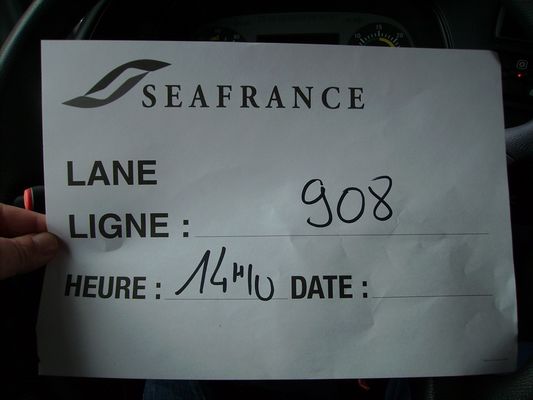 SEAFRANCE
LANE
LIGNE : 908
HEURE : 14H10 DATE :